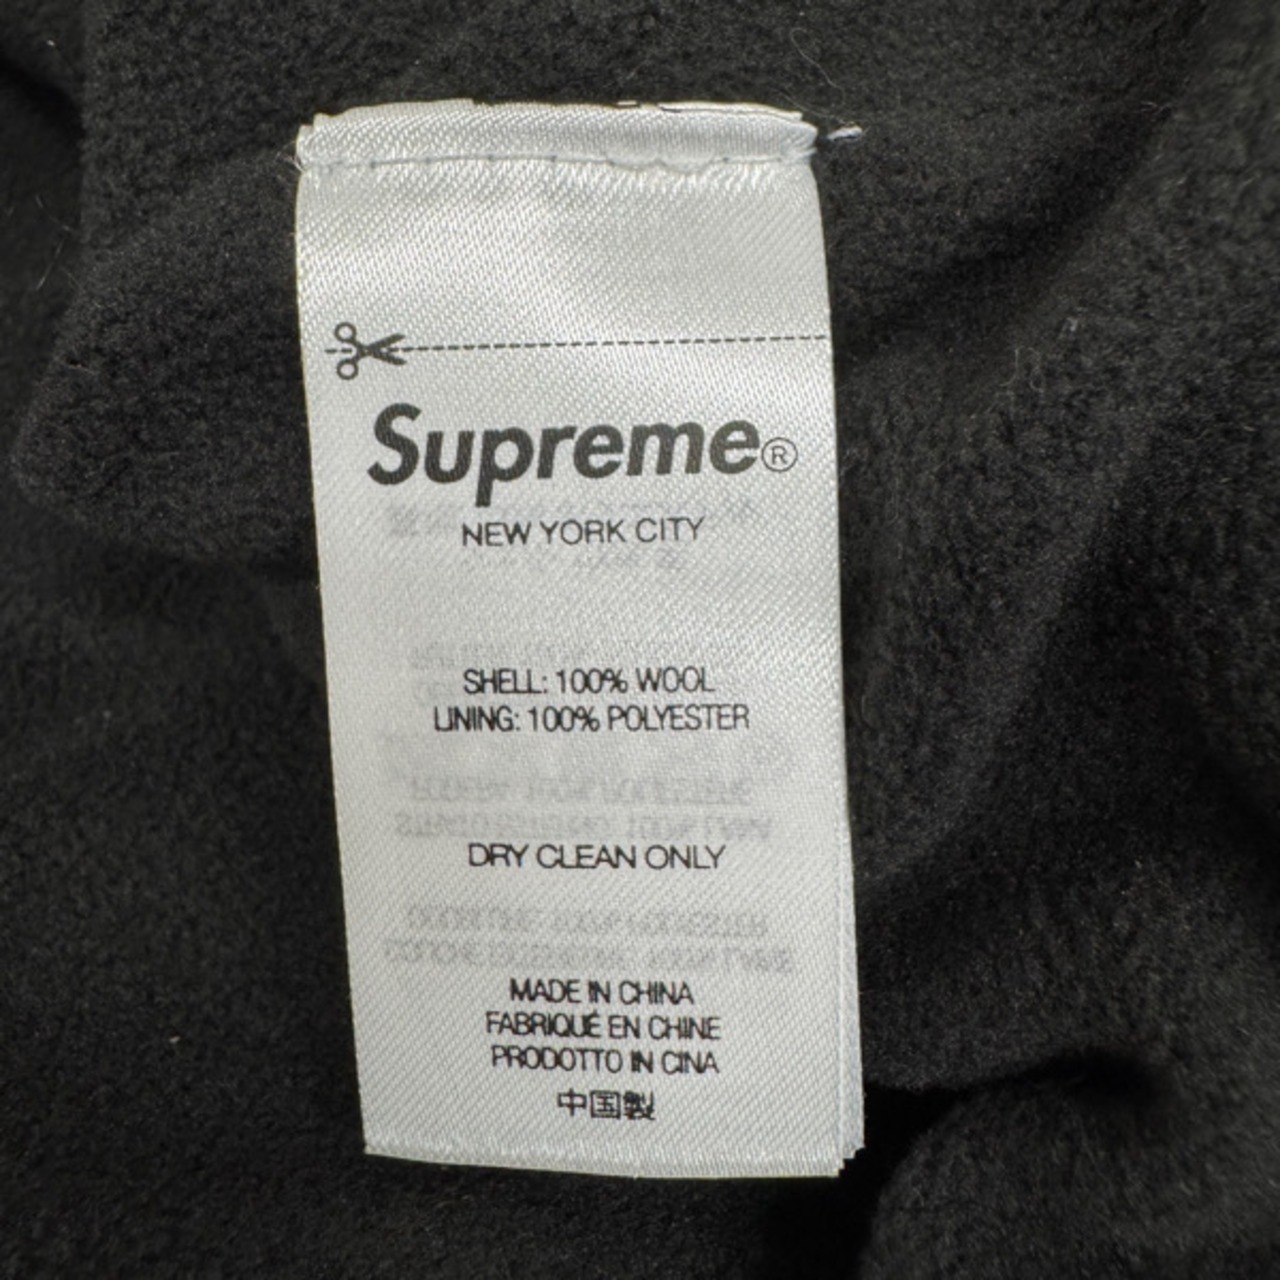 Supreme®
NEW YORK CITY
SHELL: 100% WOOL
LINING: 100% POLYESTER
DRY CLEAN ONLY
MADE IN CHINA
FABRIQUÉ EN CHINE
PRODOTTO IN CINA
中国製